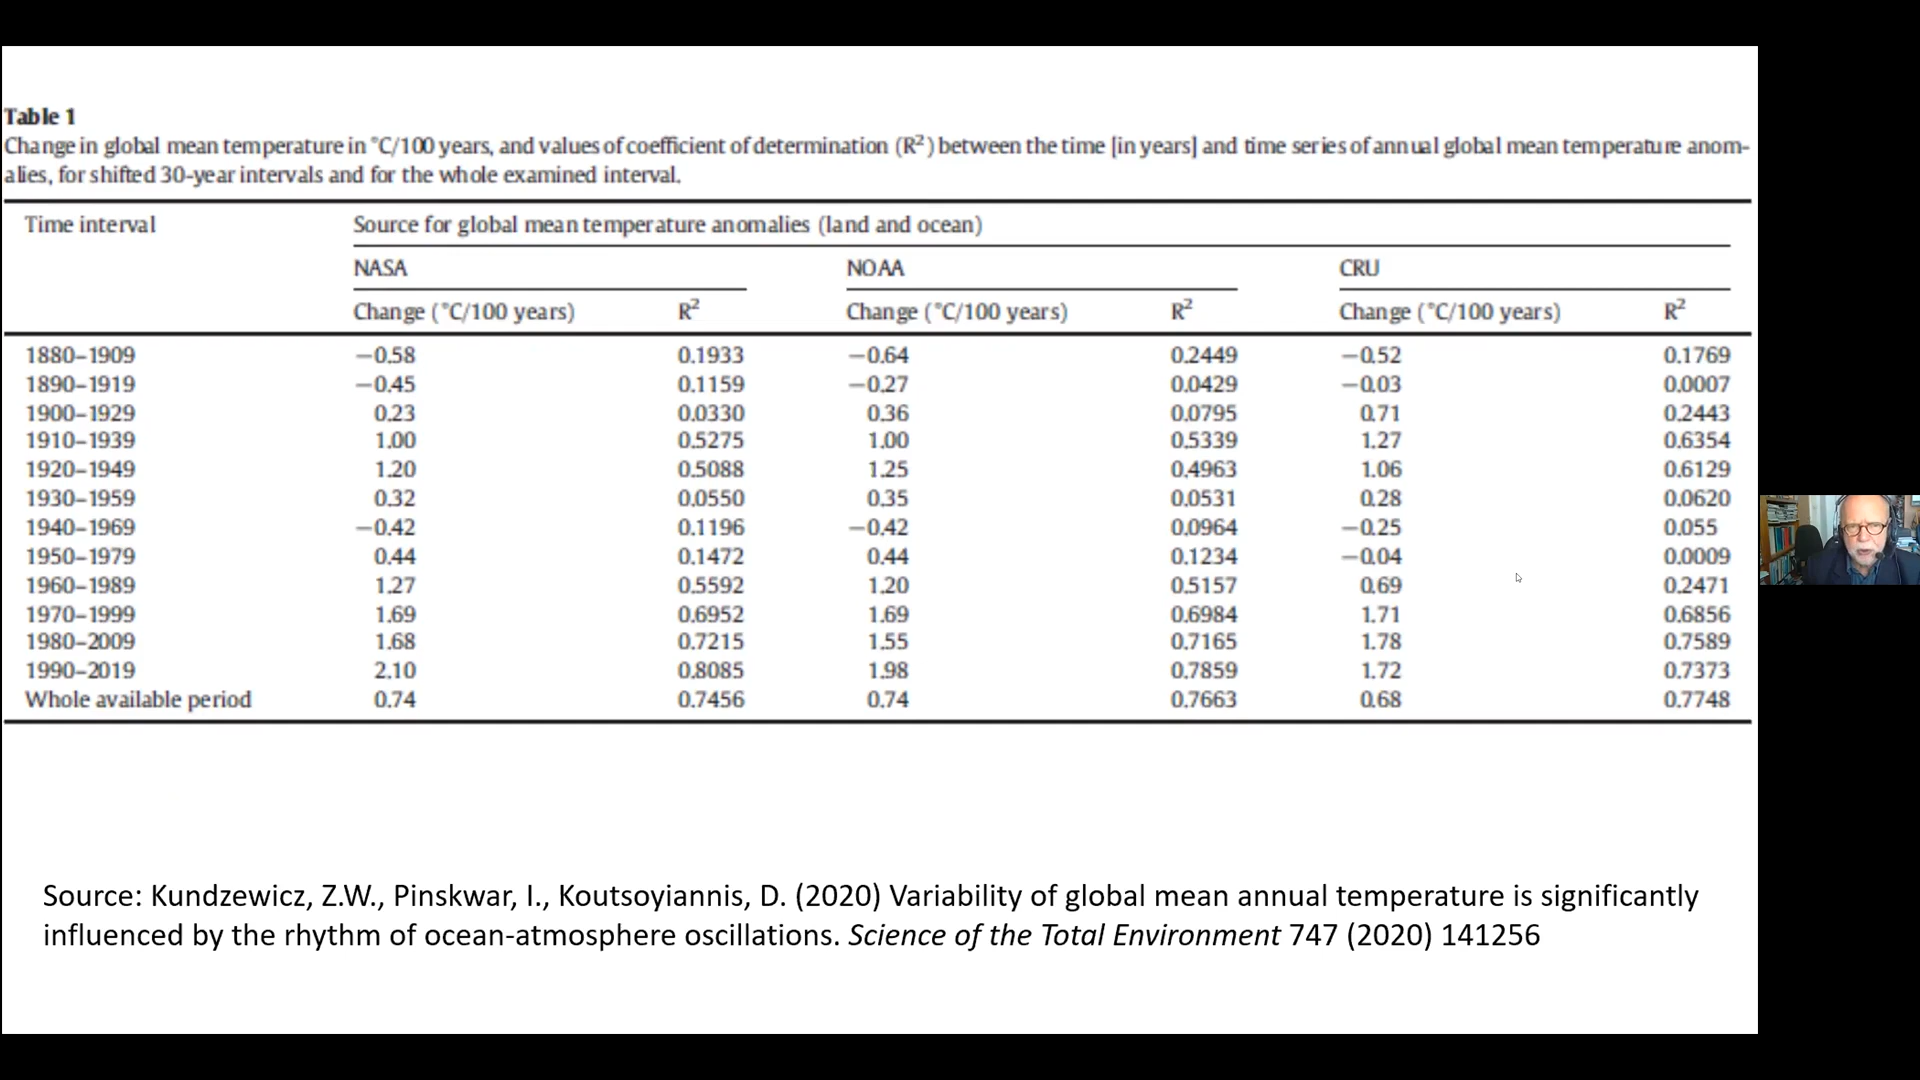 Table 1
Change in global mean temperature in °C/100 years, and values of coefficient of determination (R²) between the time [in years] and time series of annual global mean temperature anom-
alies, for shifted 30-year intervals and for the whole examined interval.
Time interval Source for global mean temperature anomalies (land and ocean)
NASA NOAA CRU
Change (°C/100 years) R² Change (°C/100 years) R² Change (°C/100 years) R²
1880–1909 −0.58 0.1933 −0.64 0.2449 −0.52 0.1769
1890–1919 −0.45 0.1159 −0.27 0.0429 −0.03 0.0007
1900–1929 0.23 0.0330 0.36 0.0795 0.71 0.2443
1910–1939 1.00 0.5275 1.00 0.5339 1.27 0.6354
1920–1949 1.20 0.5088 1.25 0.4963 1.06 0.6129
1930–1959 0.32 0.0550 0.35 0.0531 0.28 0.0620
1940–1969 −0.42 0.1196 −0.42 0.0964 −0.25 0.055
1950–1979 0.44 0.1472 0.44 0.1234 −0.04 0.0009
1960–1989 1.27 0.5592 1.20 0.5157 0.69 0.2471
1970–1999 1.69 0.6952 1.69 0.6984 1.71 0.6856
1980–2009 1.68 0.7215 1.55 0.7165 1.78 0.7589
1990–2019 2.10 0.8085 1.98 0.7859 1.72 0.7373
Whole available period 0.74 0.7456 0.74 0.7663 0.68 0.7748
Source: Kundzewicz, Z.W., Pinskwar, I., Koutsoyiannis, D. (2020) Variability of global mean annual temperature is significantly
influenced by the rhythm of ocean-atmosphere oscillations. Science of the Total Environment 747 (2020) 141256